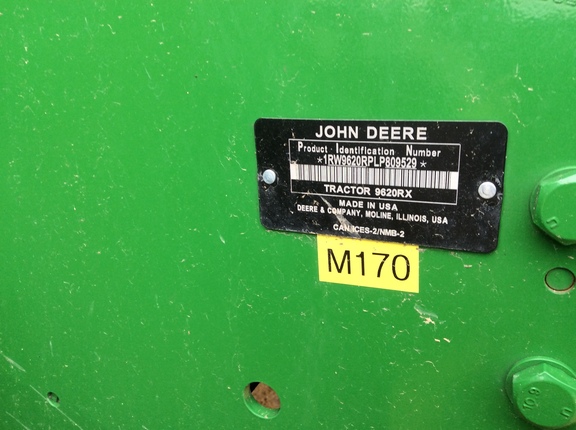 JOHN DEERE
Product Identification Number
*1RW9620RPLP809529*
TRACTOR 9620RX
MADE IN USA
DEERE & COMPANY, MOLINE, ILLINOIS, USA
CAN ICES-2/NMB-2
M170